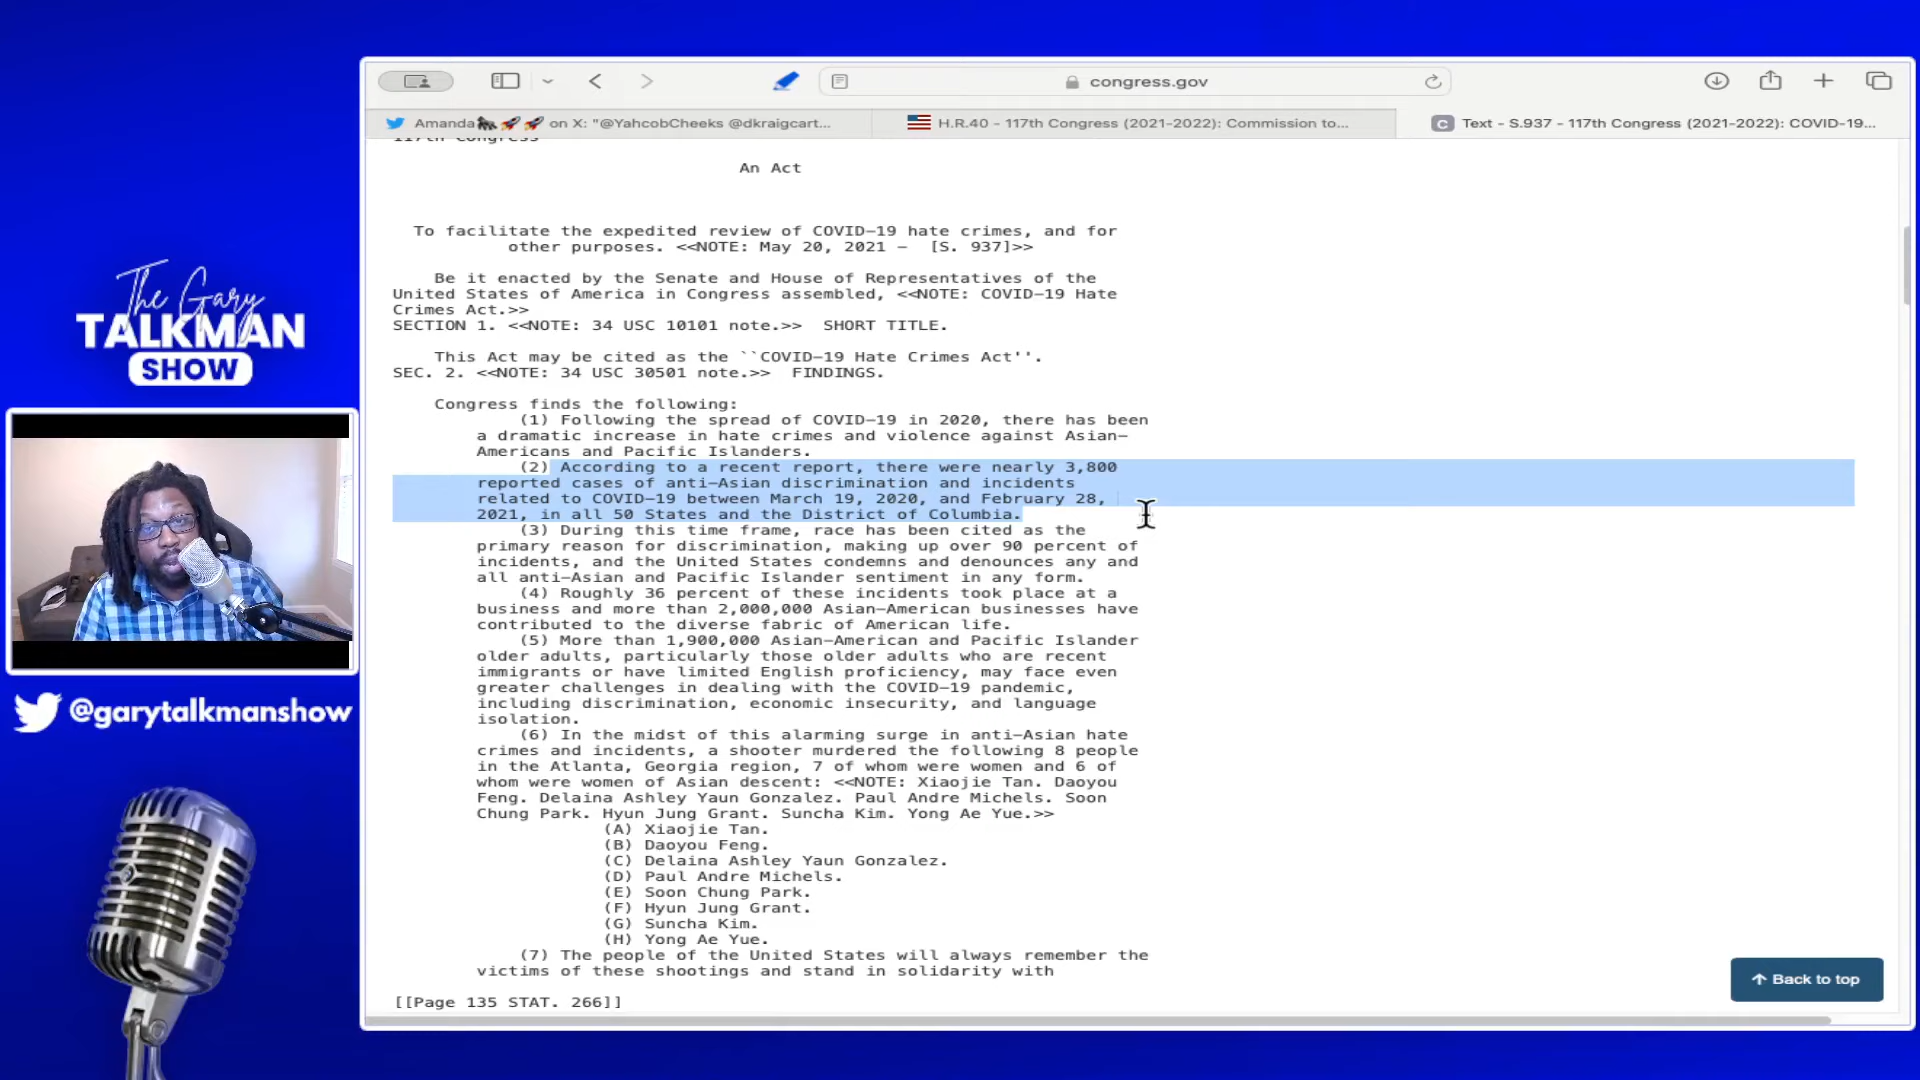 The Gary
TALKMAN
SHOW
@garytalkmanshow
congress.gov
Amanda on X: "@YahcobCheeks @dkraigcart...
H.R.40 - 117th Congress (2021-2022): Commission to...
C Text - S.937 - 117th Congress (2021-2022): COVID-19...
117th Congress
An Act
To facilitate the expedited review of COVID-19 hate crimes, and for
other purposes. <<NOTE: May 20, 2021 - [S. 937]>>
Be it enacted by the Senate and House of Representatives of the
United States of America in Congress assembled, <<NOTE: COVID-19 Hate
Crimes Act.>>
SECTION 1. <<NOTE: 34 USC 10101 note.>> SHORT TITLE.
This Act may be cited as the ``COVID-19 Hate Crimes Act''.
SEC. 2. <<NOTE: 34 USC 30501 note.>> FINDINGS.
Congress finds the following:
(1) Following the spread of COVID-19 in 2020, there has been
a dramatic increase in hate crimes and violence against Asian-
Americans and Pacific Islanders.
(2) According to a recent report, there were nearly 3,800
reported cases of anti-Asian discrimination and incidents
related to COVID-19 between March 19, 2020, and February 28,
2021, in all 50 States and the District of Columbia.
(3) During this time frame, race has been cited as the
primary reason for discrimination, making up over 90 percent of
incidents, and the United States condemns and denounces any and
all anti-Asian and Pacific Islander sentiment in any form.
(4) Roughly 36 percent of these incidents took place at a
business and more than 2,000,000 Asian-American businesses have
contributed to the diverse fabric of American life.
(5) More than 1,900,000 Asian-American and Pacific Islander
older adults, particularly those older adults who are recent
immigrants or have limited English proficiency, may face even
greater challenges in dealing with the COVID-19 pandemic,
including discrimination, economic insecurity, and language
isolation.
(6) In the midst of this alarming surge in anti-Asian hate
crimes and incidents, a shooter murdered the following 8 people
in the Atlanta, Georgia region, 7 of whom were women and 6 of
whom were women of Asian descent: <<NOTE: Xiaojie Tan. Daoyou
Feng. Delaina Ashley Yaun Gonzalez. Paul Andre Michels. Soon
Chung Park. Hyun Jung Grant. Suncha Kim. Yong Ae Yue.>>
(A) Xiaojie Tan.
(B) Daoyou Feng.
(C) Delaina Ashley Yaun Gonzalez.
(D) Paul Andre Michels.
(E) Soon Chung Park.
(F) Hyun Jung Grant.
(G) Suncha Kim.
(H) Yong Ae Yue.
(7) The people of the United States will always remember the
victims of these shootings and stand in solidarity with
[[Page 135 STAT. 266]]
Back to top